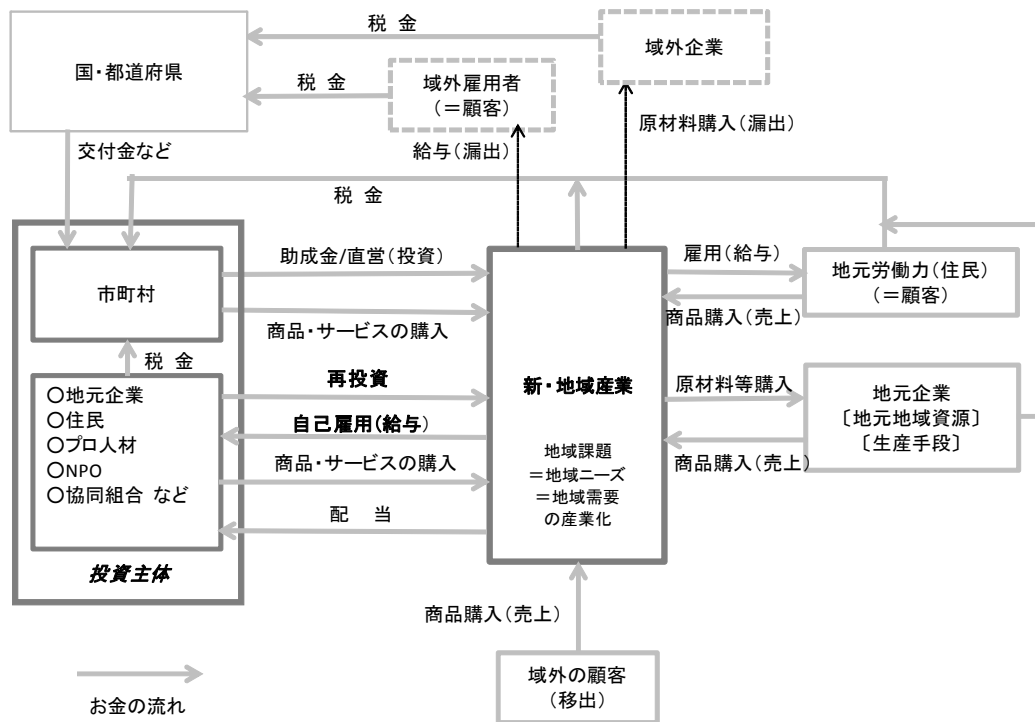 税 金
域外企業
国・都道府県
税 金
域外雇用者
(＝顧客)
原材料購入(漏出)
給与(漏出)
交付金など
税 金
市町村
助成金/直営(投資)
商品・サービスの購入
雇用(給与)
地元労働力(住民)
(＝顧客)
商品購入(売上)
税 金
○地元企業
○住民
○プロ人材
○NPO
○協同組合 など
投資主体
再投資
自己雇用(給与)
商品・サービスの購入
配 当
新・地域産業
地域課題
＝地域ニーズ
＝地域需要
の産業化
原材料等購入
地元企業
〔地元地域資源〕
〔生産手段〕
商品購入(売上)
商品購入(売上)
域外の顧客
(移出)
お金の流れ